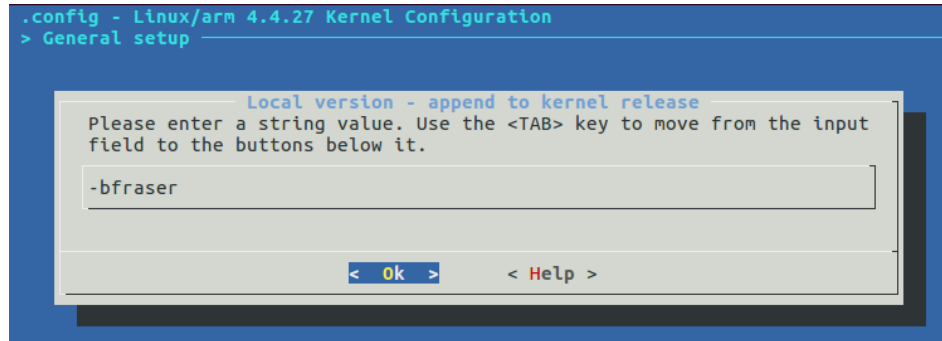 .config - Linux/arm 4.4.27 Kernel Configuration
> General setup
Local version - append to kernel release
Please enter a string value. Use the <TAB> key to move from the input
field to the buttons below it.
-bfraser
< Ok > < Help >